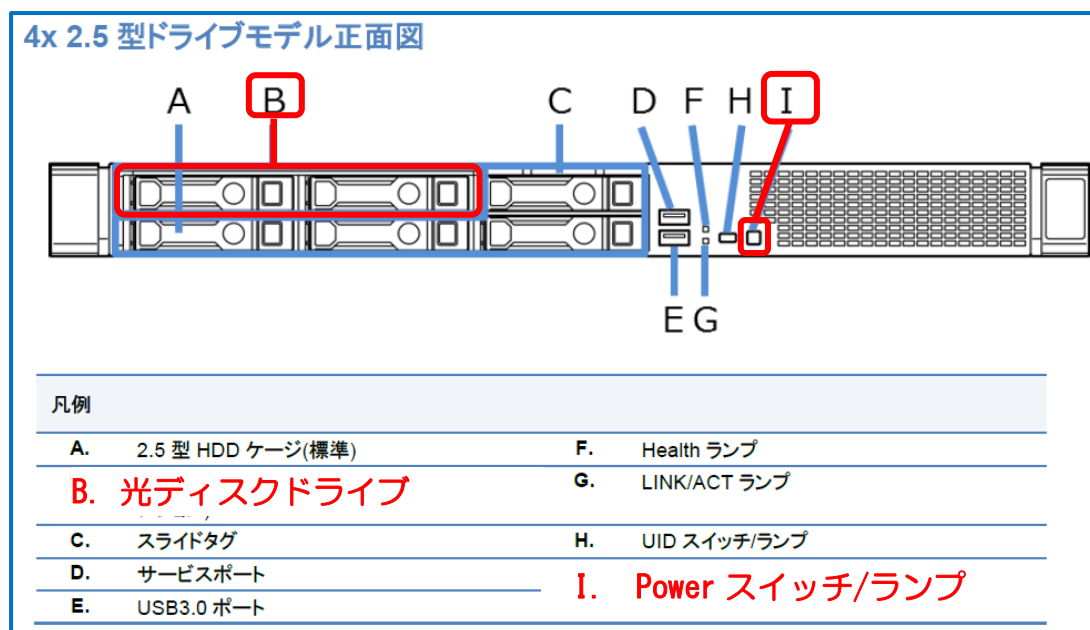 4x 2.5 型ドライブモデル正面図
A B C D F H I
E G
凡例
A. 2.5 型 HDD ケージ(標準)
F. Health ランプ
B. 光ディスクドライブ
G. LINK/ACT ランプ
C. スライドタグ
H. UID スイッチ/ランプ
D. サービスポート
I. Power スイッチ/ランプ
E. USB3.0 ポート